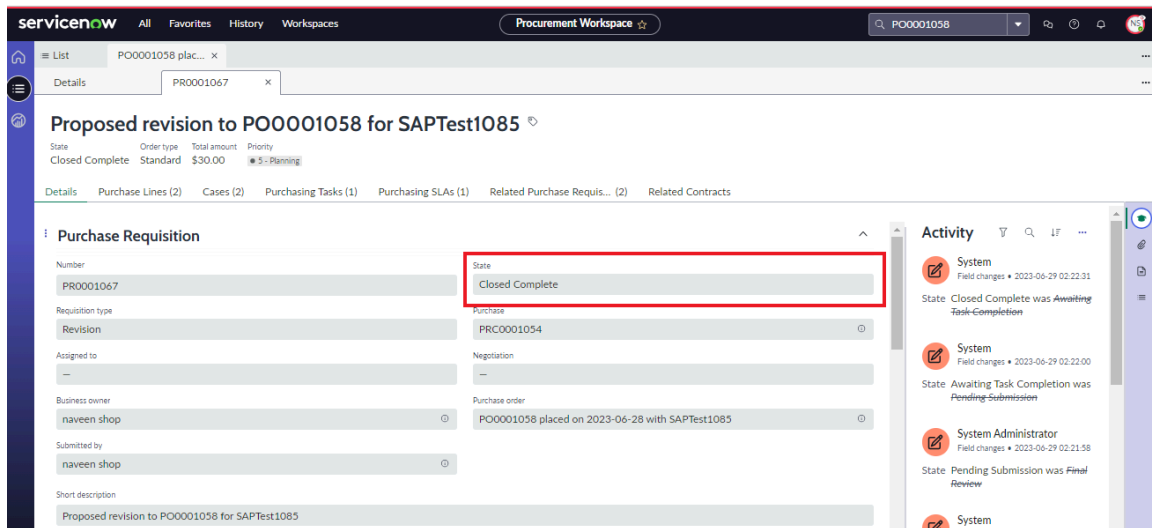 servicenow All Favorites History Workspaces Procurement Workspace PO0001058 NS
List PO0001058 plac... ×
Details PR0001067 ×
Proposed revision to PO0001058 for SAPTest1085
State Order type Total amount Priority
Closed Complete Standard $30.00 5 - Planning
Details Purchase Lines (2) Cases (2) Purchasing Tasks (1) Purchasing SLAs (1) Related Purchase Requis... (2) Related Contracts
Purchase Requisition
Number
PR0001067
State
Closed Complete
Requisition type
Revision
Purchase
PRC0001054
Assigned to
—
Negotiation
—
Business owner
naveen shop
Purchase order
PO0001058 placed on 2023-06-28 with SAPTest1085
Submitted by
naveen shop
Short description
Proposed revision to PO0001058 for SAPTest1085
Activity
System
Field changes • 2023-06-29 02:22:31
State Closed Complete was Awaiting
Task Completion
System
Field changes • 2023-06-29 02:22:00
State Awaiting Task Completion was
Pending Submission
System Administrator
Field changes • 2023-06-29 02:21:58
State Pending Submission was Final
Review
System